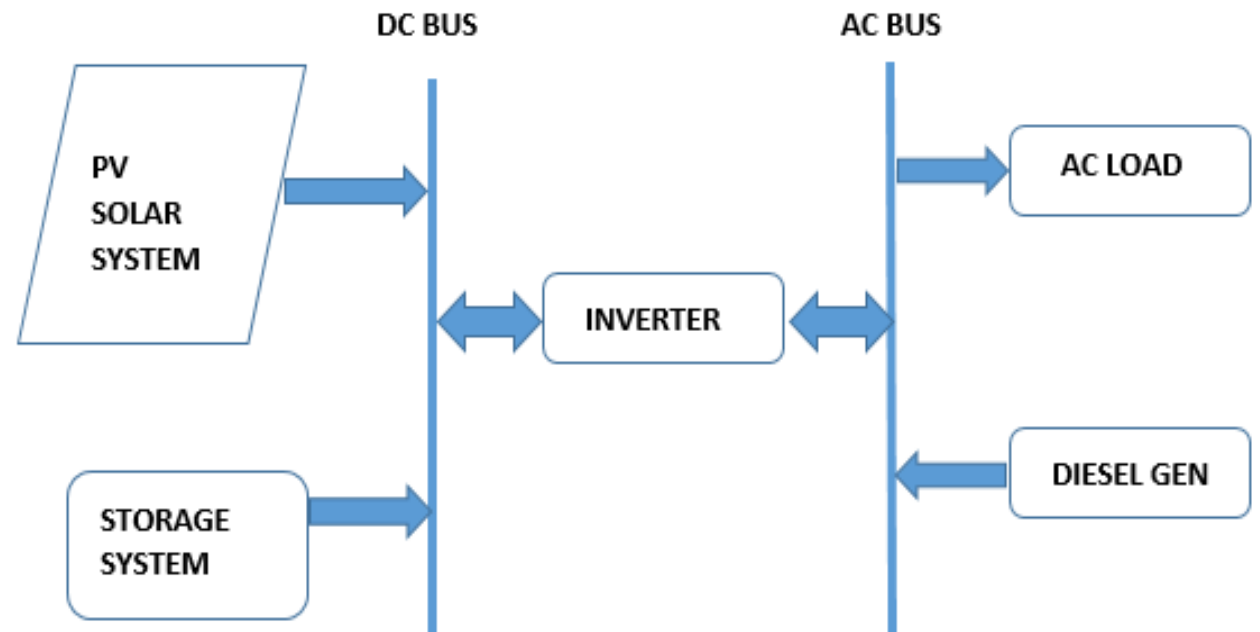 DC BUS
AC BUS
PV
SOLAR
SYSTEM
AC LOAD
INVERTER
STORAGE
SYSTEM
DIESEL GEN